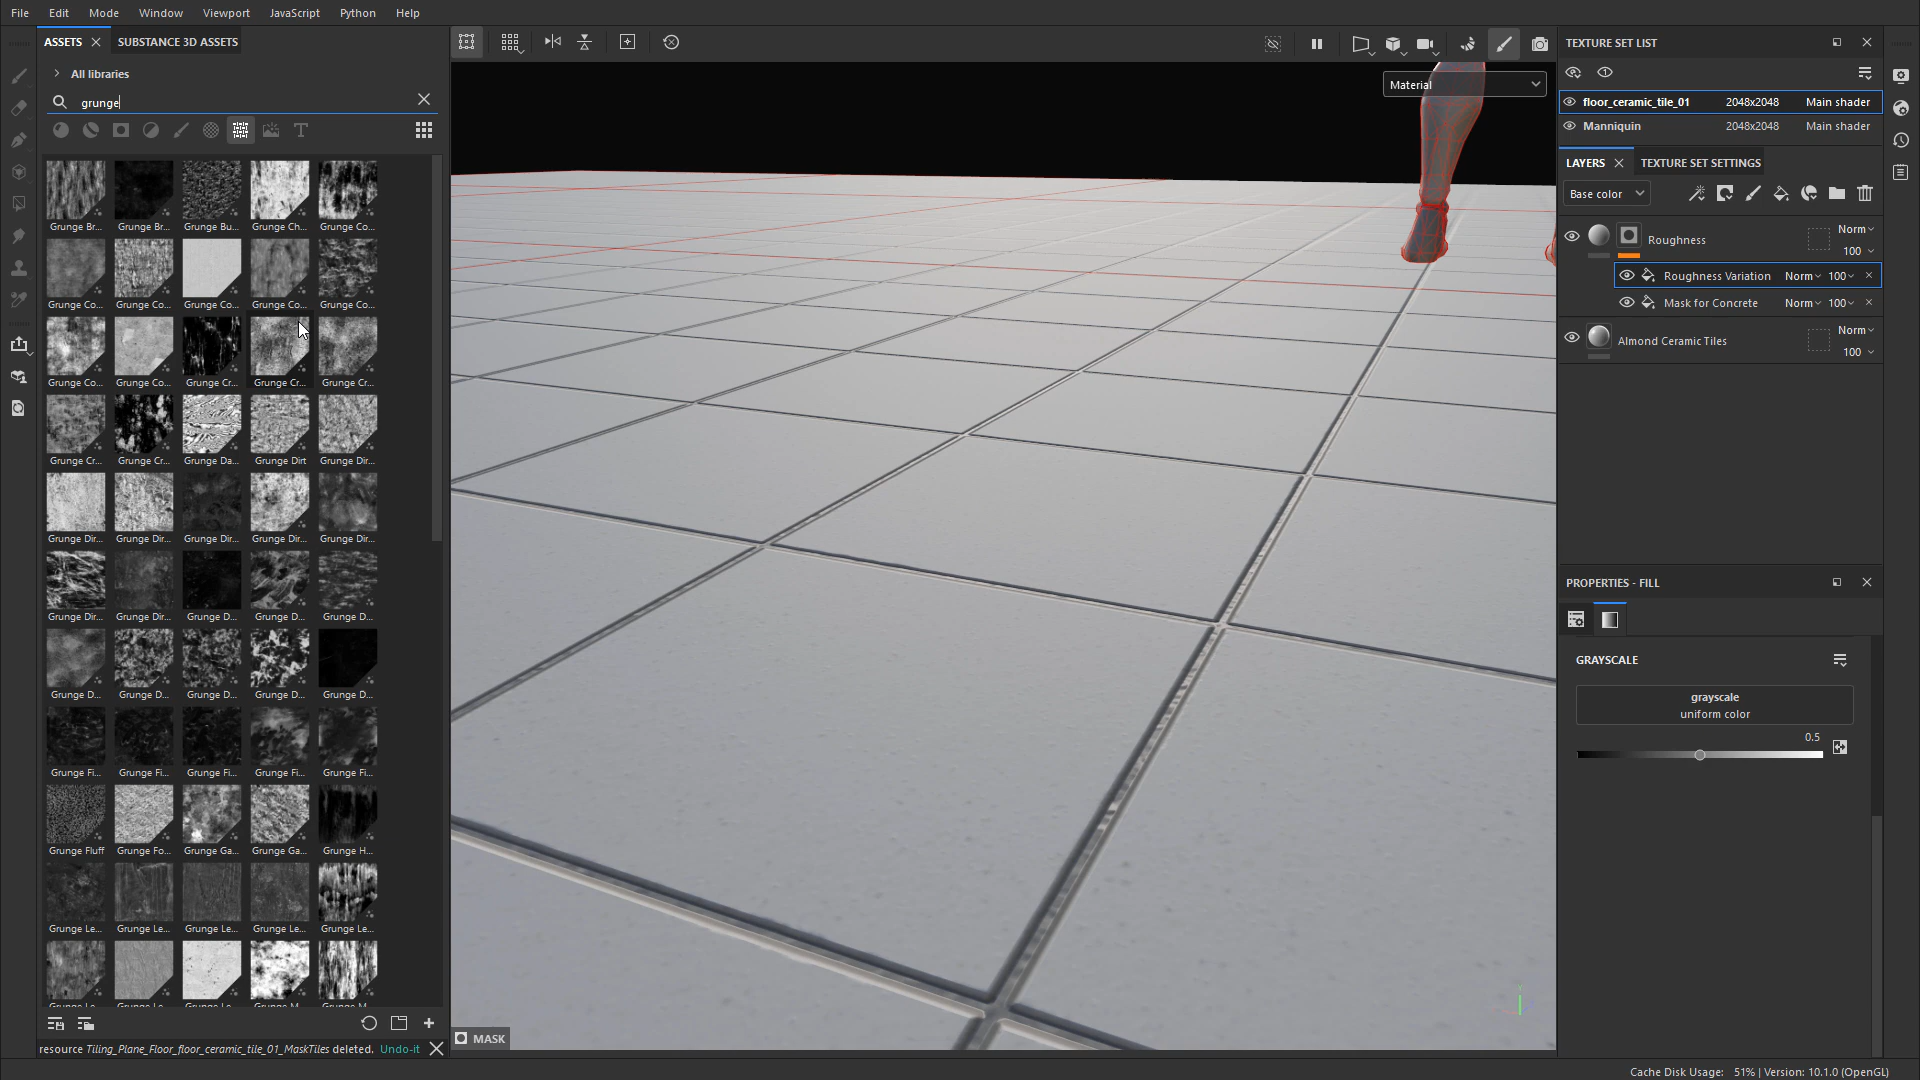 File Edit Mode Window Viewport JavaScript Python Help
ASSETS SUBSTANCE 3D ASSETS
All libraries
grunge
Grunge Br... Grunge Br... Grunge Bu... Grunge Ch... Grunge Co...
Grunge Co... Grunge Co... Grunge Co... Grunge Co... Grunge Co...
Grunge Co... Grunge Co... Grunge Cr... Grunge Cr... Grunge Cr...
Grunge Cr... Grunge Cr... Grunge Da... Grunge Dirt Grunge Dir...
Grunge Dir... Grunge Dir... Grunge Dir... Grunge Dir... Grunge Dir...
Grunge Dir... Grunge Dir... Grunge D... Grunge D... Grunge D...
Grunge D... Grunge D... Grunge D... Grunge D... Grunge D...
Grunge Fi... Grunge Fi... Grunge Fi... Grunge Fi... Grunge Fi...
Grunge Fluff Grunge Fo... Grunge Ga... Grunge Ga... Grunge H...
Grunge Le... Grunge Le... Grunge Le... Grunge Le... Grunge Le...
Grunge Le... Grunge Le... Grunge Le... Grunge M... Grunge M...
resource Tiling_Plane_Floor_floor_ceramic_tile_01_MaskTiles deleted. Undo-it
Material
MASK
TEXTURE SET LIST
floor_ceramic_tile_01 2048x2048 Main shader
Manniquin 2048x2048 Main shader
LAYERS TEXTURE SET SETTINGS
Base color
Roughness Norm
100
Roughness Variation Norm 100
Mask for Concrete Norm 100
Almond Ceramic Tiles Norm
100
PROPERTIES - FILL
GRAYSCALE
grayscale
uniform color
0.5
Cache Disk Usage: 51% | Version: 10.1.0 (OpenGL)